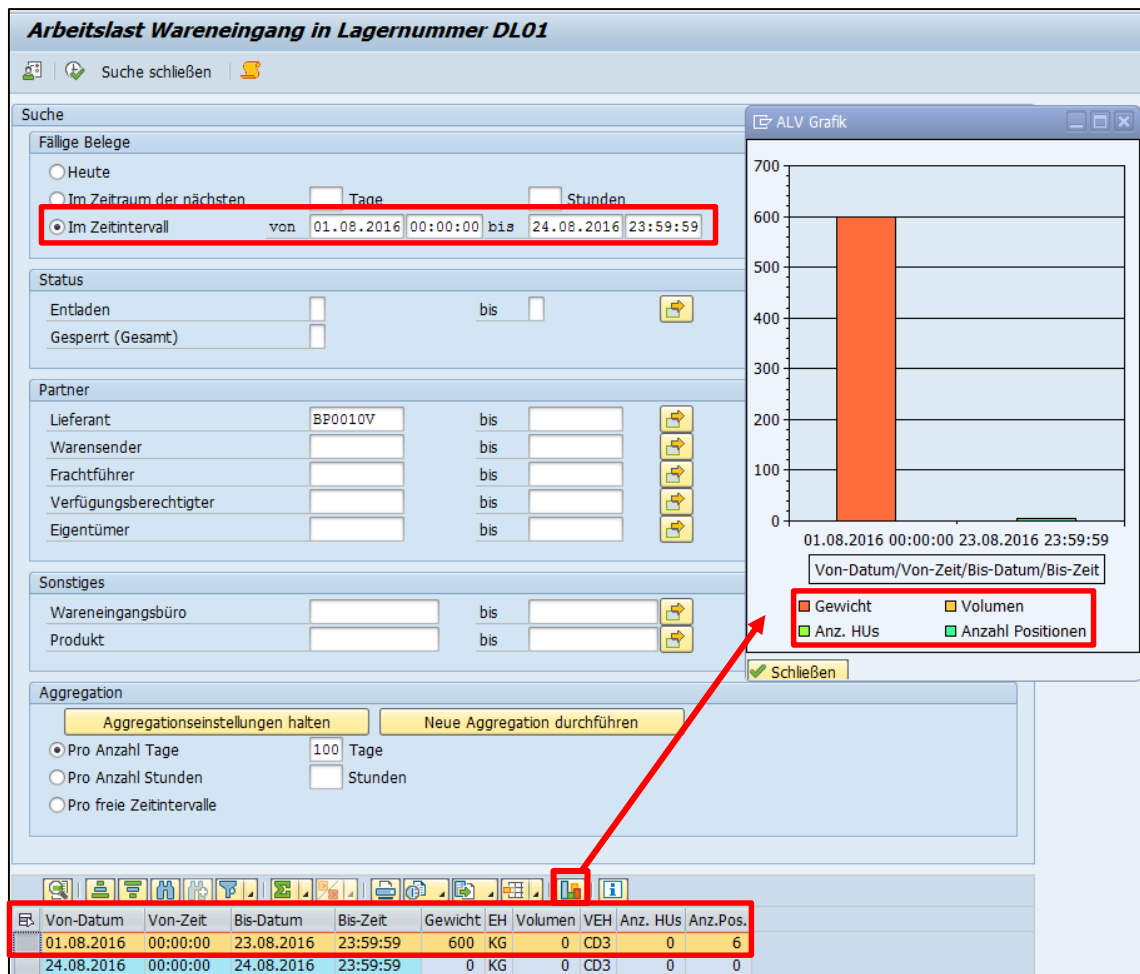 Arbeitslast Wareneingang in Lagernummer DL01
Suche schließen
Suche
Fällige Belege
Heute
Im Zeitraum der nächsten Tage Stunden
Im Zeitintervall von 01.08.2016 00:00:00 bis 24.08.2016 23:59:59
Status
Entladen bis
Gesperrt (Gesamt)
Partner
Lieferant BP0010V bis
Warensender bis
Frachtführer bis
Verfügungsberechtigter bis
Eigentümer bis
Sonstiges
Wareneingangsbüro bis
Produkt bis
Aggregation
Aggregationseinstellungen halten Neue Aggregation durchführen
Pro Anzahl Tage 100 Tage
Pro Anzahl Stunden Stunden
Pro freie Zeitintervalle
ALV Grafik
700
600
500
400
300
200
100
0
01.08.2016 00:00:00 23.08.2016 23:59:59
Von-Datum/Von-Zeit/Bis-Datum/Bis-Zeit
Gewicht Volumen
Anz. HUs Anzahl Positionen
Schließen
Von-Datum Von-Zeit Bis-Datum Bis-Zeit Gewicht EH Volumen VEH Anz. HUs Anz.Pos.
01.08.2016 00:00:00 23.08.2016 23:59:59 600 KG 0 CD3 0 6
24.08.2016 00:00:00 24.08.2016 23:59:59 0 KG 0 CD3 0 0